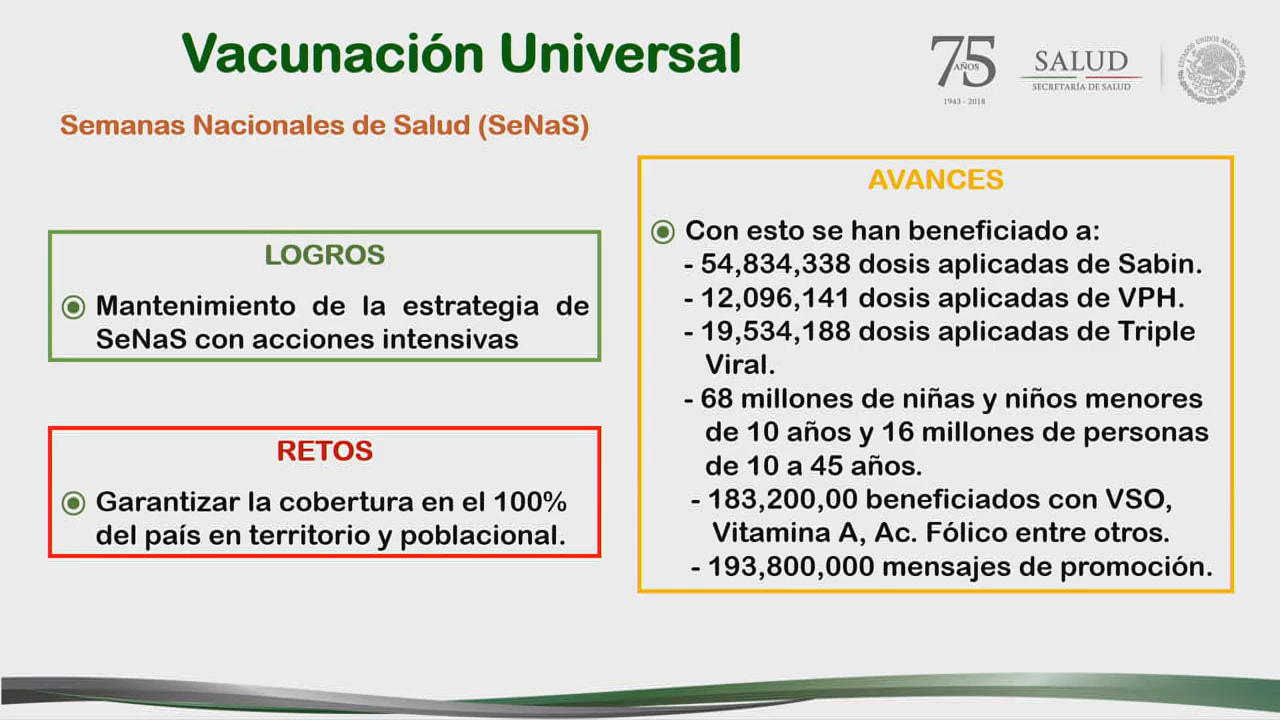 Vacunación Universal
75
AÑOS
1943 - 2018
SALUD
SECRETARÍA DE SALUD
ESTADOS UNIDOS MEXICANOS
Semanas Nacionales de Salud (SeNaS)
LOGROS
Mantenimiento de la estrategia de
SeNaS con acciones intensivas
RETOS
Garantizar la cobertura en el 100%
del país en territorio y poblacional.
AVANCES
Con esto se han beneficiado a:
- 54,834,338 dosis aplicadas de Sabin.
- 12,096,141 dosis aplicadas de VPH.
- 19,534,188 dosis aplicadas de Triple
Viral.
- 68 millones de niñas y niños menores
de 10 años y 16 millones de personas
de 10 a 45 años.
- 183,200,00 beneficiados con VSO,
Vitamina A, Ac. Fólico entre otros.
- 193,800,000 mensajes de promoción.